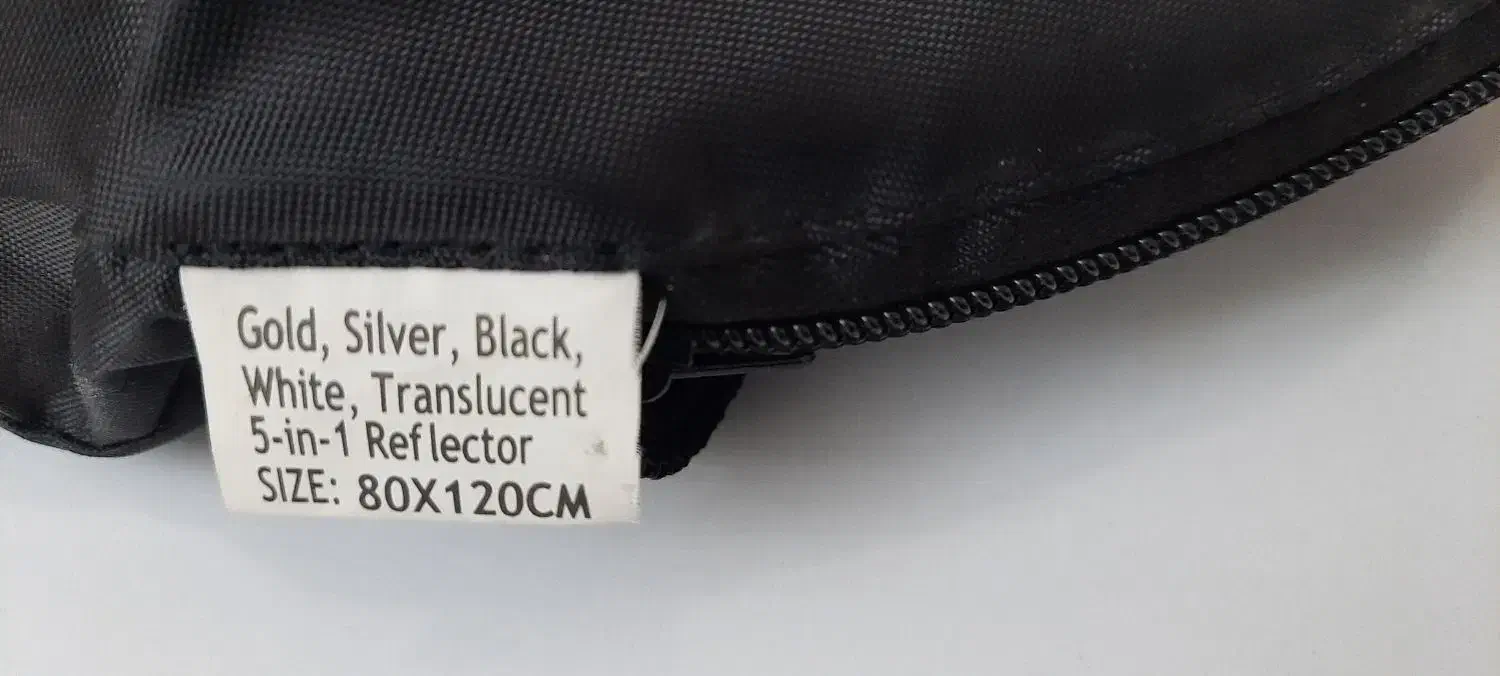 Gold, Silver, Black,
White, Translucent
5-in-1 Reflector
SIZE: 80X120CM